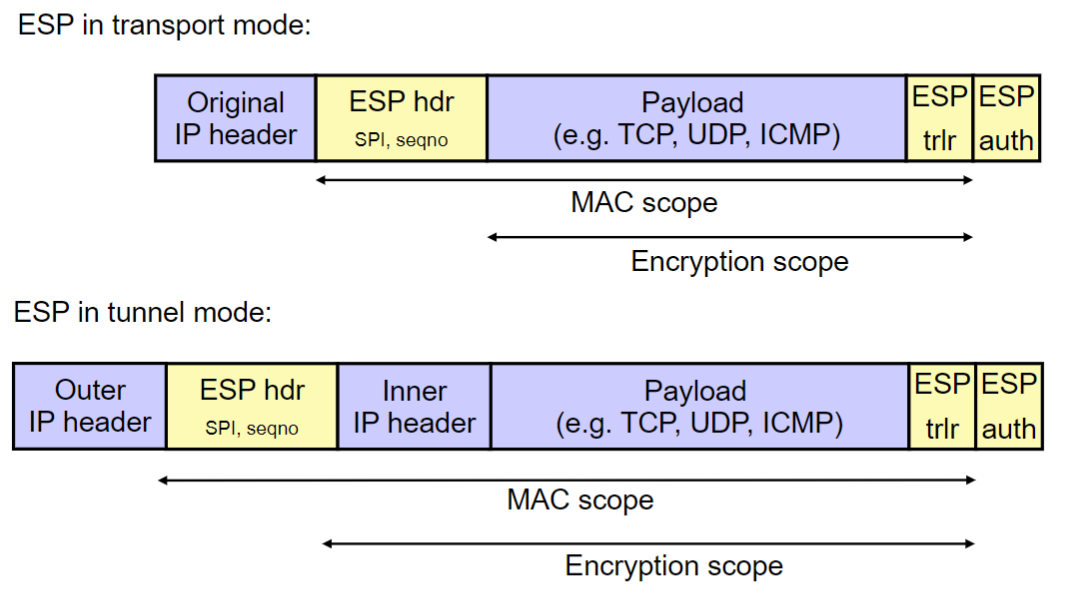 ESP in transport mode:
Original
IP header
ESP hdr
SPI, seqno
Payload
(e.g. TCP, UDP, ICMP)
ESP
trlr
ESP
auth
MAC scope
Encryption scope
ESP in tunnel mode:
Outer
IP header
ESP hdr
SPI, seqno
Inner
IP header
Payload
(e.g. TCP, UDP, ICMP)
ESP
trlr
ESP
auth
MAC scope
Encryption scope